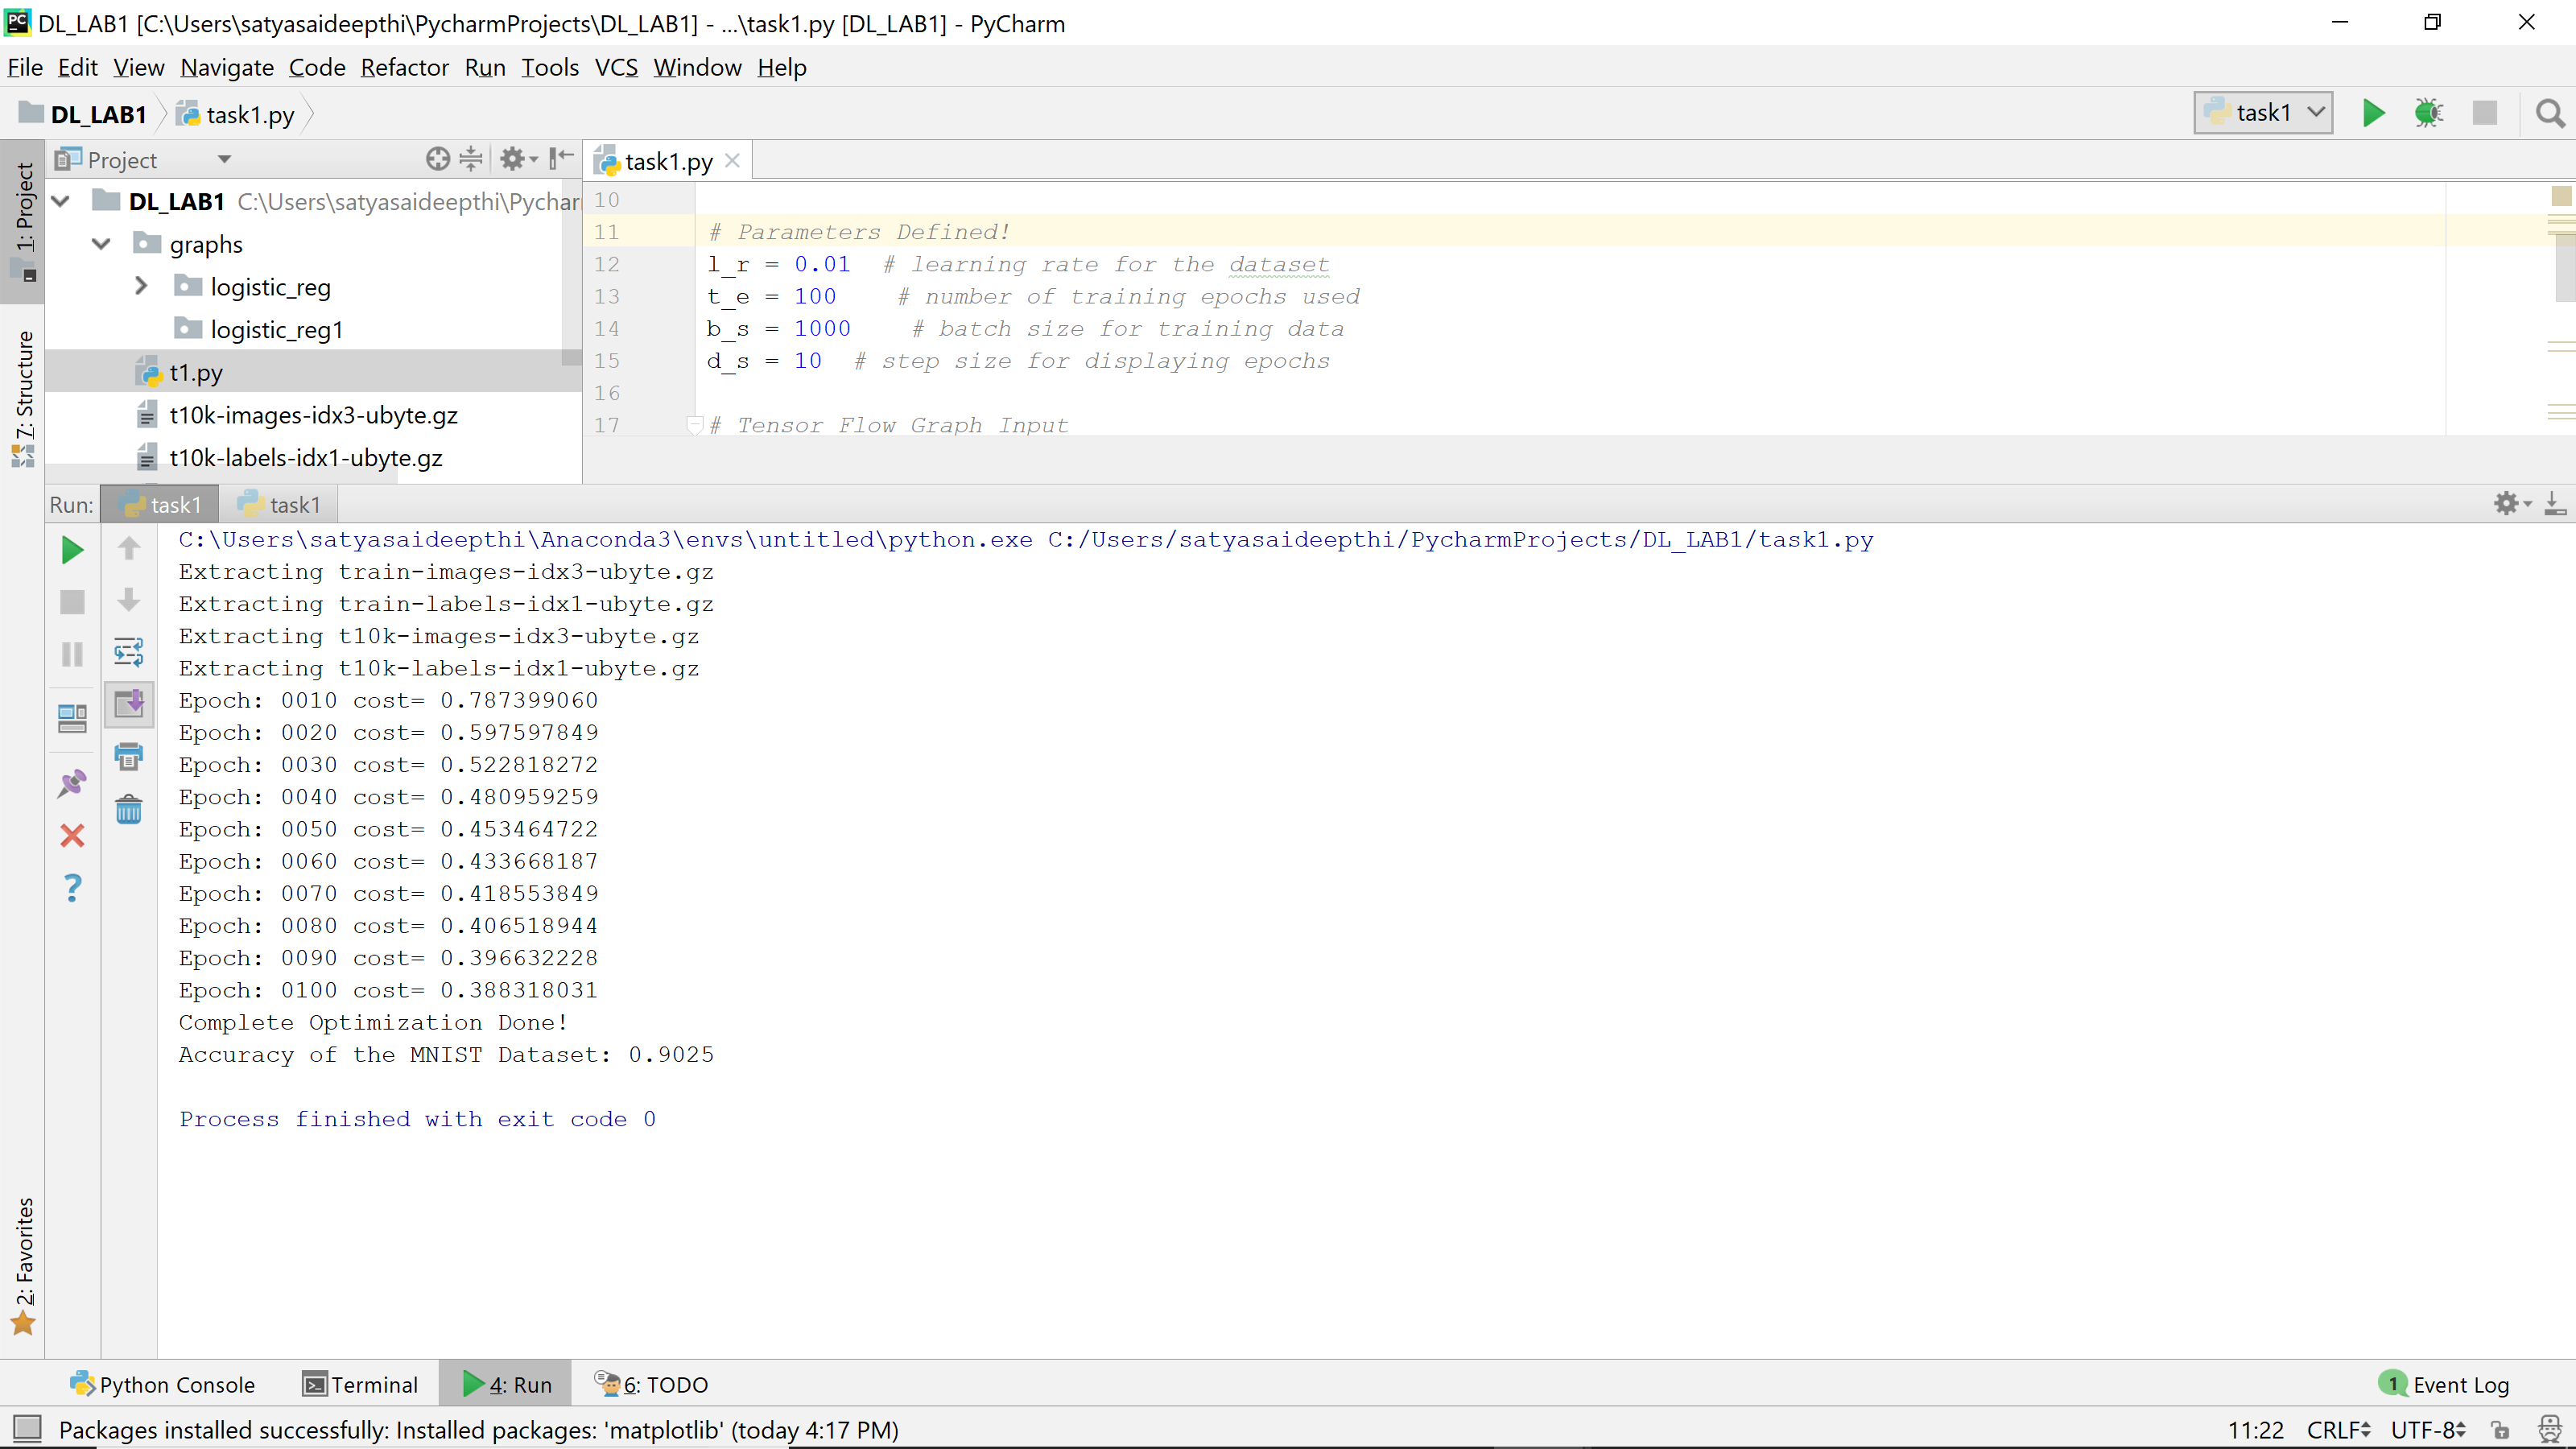 DL_LAB1 [C:\Users\satyasaideepthi\PycharmProjects\DL_LAB1] - ...\task1.py [DL_LAB1] - PyCharm
File Edit View Navigate Code Refactor Run Tools VCS Window Help
DL_LAB1 task1.py
task1
1: Project
7: Structure
2: Favorites
Project
DL_LAB1 C:\Users\satyasaideepthi\Pychar
graphs
logistic_reg
logistic_reg1
t1.py
t10k-images-idx3-ubyte.gz
t10k-labels-idx1-ubyte.gz
task1.py
10
11 # Parameters Defined!
12 l_r = 0.01 # learning rate for the dataset
13 t_e = 100 # number of training epochs used
14 b_s = 1000 # batch size for training data
15 d_s = 10 # step size for displaying epochs
16
17 # Tensor Flow Graph Input
Run: task1 task1
C:\Users\satyasaideepthi\Anaconda3\envs\untitled\python.exe C:/Users/satyasaideepthi/PycharmProjects/DL_LAB1/task1.py
Extracting train-images-idx3-ubyte.gz
Extracting train-labels-idx1-ubyte.gz
Extracting t10k-images-idx3-ubyte.gz
Extracting t10k-labels-idx1-ubyte.gz
Epoch: 0010 cost= 0.787399060
Epoch: 0020 cost= 0.597597849
Epoch: 0030 cost= 0.522818272
Epoch: 0040 cost= 0.480959259
Epoch: 0050 cost= 0.453464722
Epoch: 0060 cost= 0.433668187
Epoch: 0070 cost= 0.418553849
Epoch: 0080 cost= 0.406518944
Epoch: 0090 cost= 0.396632228
Epoch: 0100 cost= 0.388318031
Complete Optimization Done!
Accuracy of the MNIST Dataset: 0.9025
Process finished with exit code 0
Python Console Terminal 4: Run 6: TODO 1 Event Log
Packages installed successfully: Installed packages: 'matplotlib' (today 4:17 PM) 11:22 CRLF UTF-8